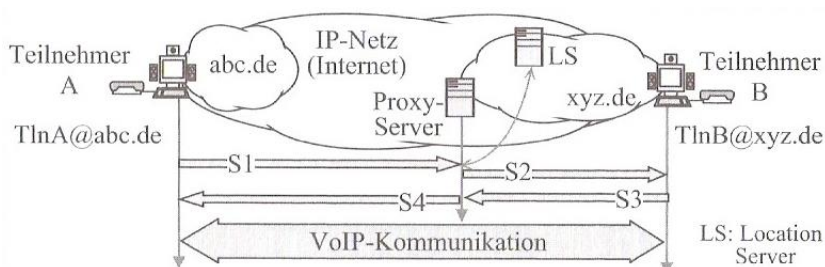 Teilnehmer
A
TlnA@abc.de
abc.de
IP-Netz
(Internet)
LS
Proxy-
Server
xyz.de
Teilnehmer
B
TlnB@xyz.de
S1
S2
S4
S3
VoIP-Kommunikation
LS: Location
Server